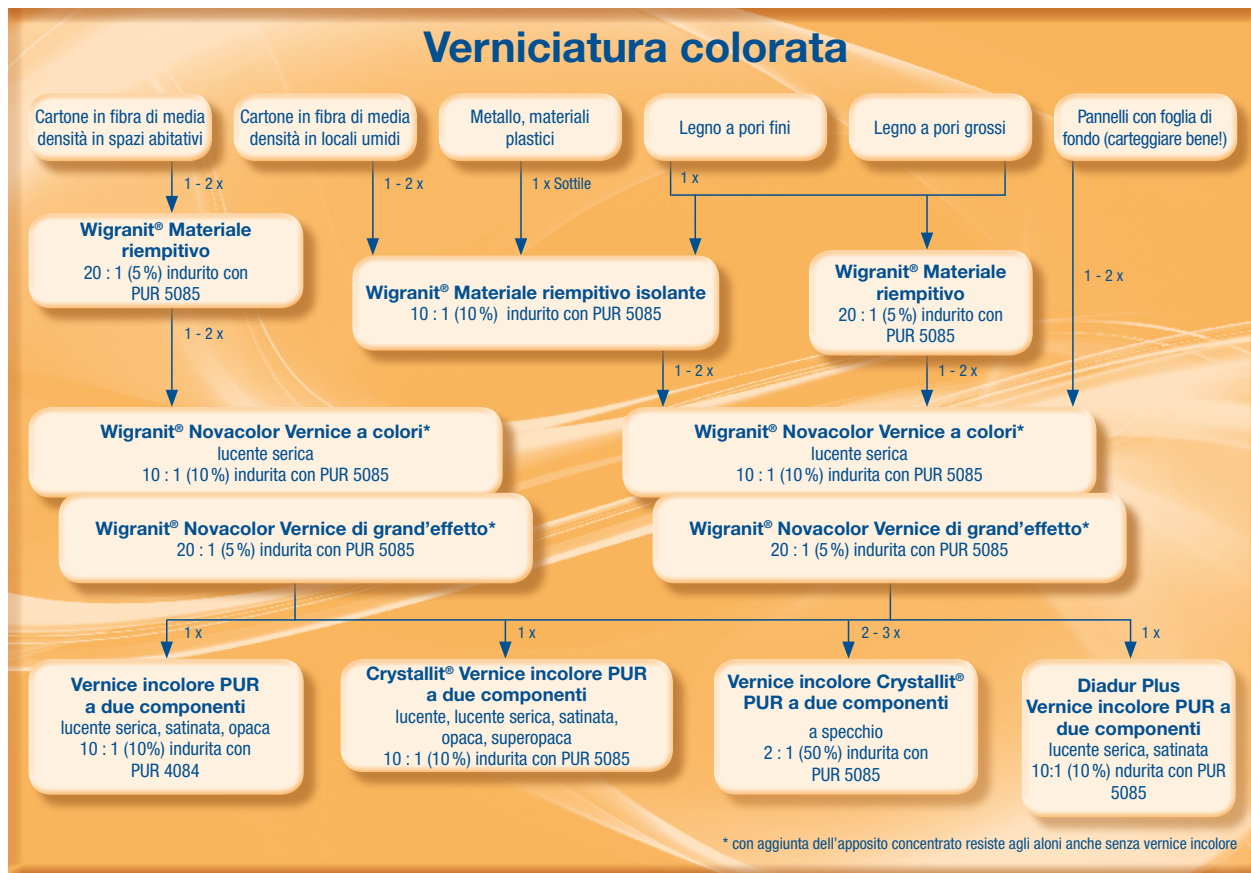 Verniciatura colorata
Cartone in fibra di media
densità in spazi abitativi
Cartone in fibra di media
densità in locali umidi
Metallo, materiali
plastici
Legno a pori fini
Legno a pori grossi
Pannelli con foglia di
fondo (carteggiare bene!)
1 - 2 x
1 - 2 x
1 x Sottile
1 x
1 - 2 x
Wigranit® Materiale
riempitivo
20 : 1 (5 %) indurito con
PUR 5085
Wigranit® Materiale riempitivo isolante
10 : 1 (10 %) indurito con PUR 5085
Wigranit® Materiale
riempitivo
20 : 1 (5 %) indurito con
PUR 5085
1 - 2 x
1 - 2 x
1 - 2 x
Wigranit® Novacolor Vernice a colori*
lucente serica
10 : 1 (10 %) indurita con PUR 5085
Wigranit® Novacolor Vernice di grand'effetto*
20 : 1 (5 %) indurita con PUR 5085
Wigranit® Novacolor Vernice a colori*
lucente serica
10 : 1 (10 %) indurita con PUR 5085
Wigranit® Novacolor Vernice di grand'effetto*
20 : 1 (5 %) indurita con PUR 5085
1 x
1 x
2 - 3 x
1 x
Vernice incolore PUR
a due componenti
lucente serica, satinata, opaca
10 : 1 (10%) indurita con
PUR 4084
Crystallit® Vernice incolore PUR
a due componenti
lucente, lucente serica, satinata,
opaca, superopaca
10 : 1 (10 %) indurita con PUR 5085
Vernice incolore Crystallit®
PUR a due componenti
a specchio
2 : 1 (50 %) indurita con
PUR 5085
Diadur Plus
Vernice incolore PUR a
due componenti
lucente serica, satinata
10:1 (10 %) ndurita con PUR
5085
* con aggiunta dell'apposito concentrato resiste agli aloni anche senza vernice incolore